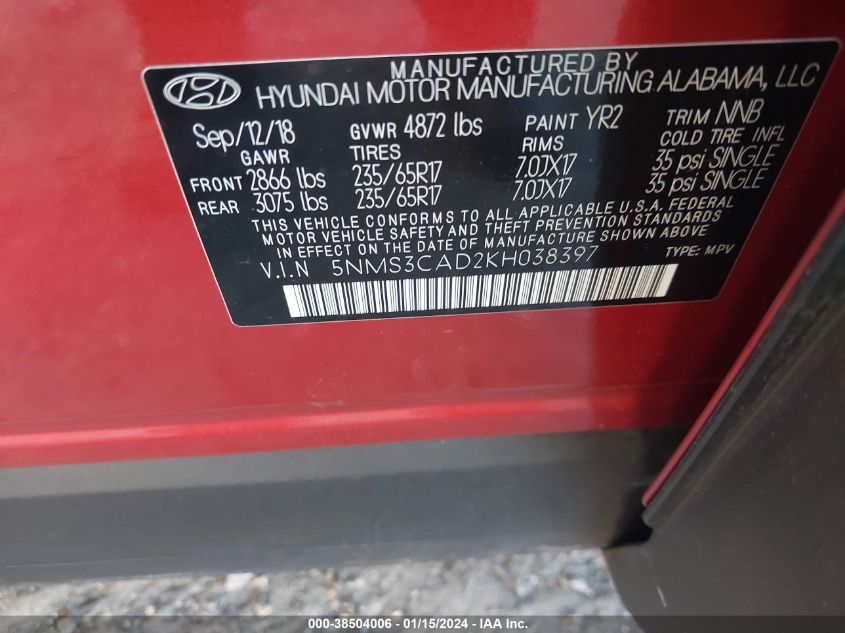 MANUFACTURED BY
HYUNDAI MOTOR MANUFACTURING ALABAMA, LLC
Sep/12/18 GVWR 4872 lbs PAINT YR2 TRIM NNB
GAWR TIRES RIMS COLD TIRE INFL
FRONT 2866 lbs 235/65R17 7.0JX17 35 psi SINGLE
REAR 3075 lbs 235/65R17 7.0JX17 35 psi SINGLE
THIS VEHICLE CONFORMS TO ALL APPLICABLE U.S.A. FEDERAL
MOTOR VEHICLE SAFETY AND THEFT PREVENTION STANDARDS
IN EFFECT ON THE DATE OF MANUFACTURE SHOWN ABOVE
V.I.N 5NMS3CAD2KH038397 TYPE: MPV
000-38504006 - 01/15/2024 - IAA Inc.